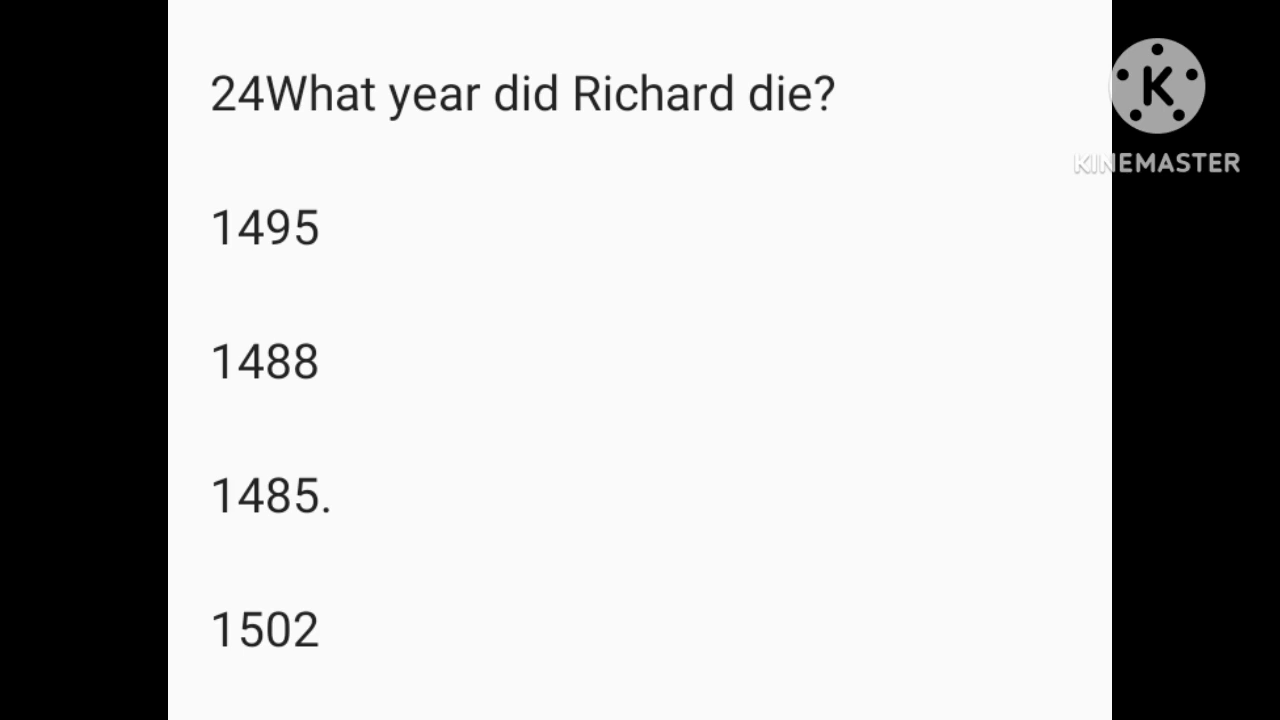 24What year did Richard die?
K
KINEMASTER
1495
1488
1485.
1502